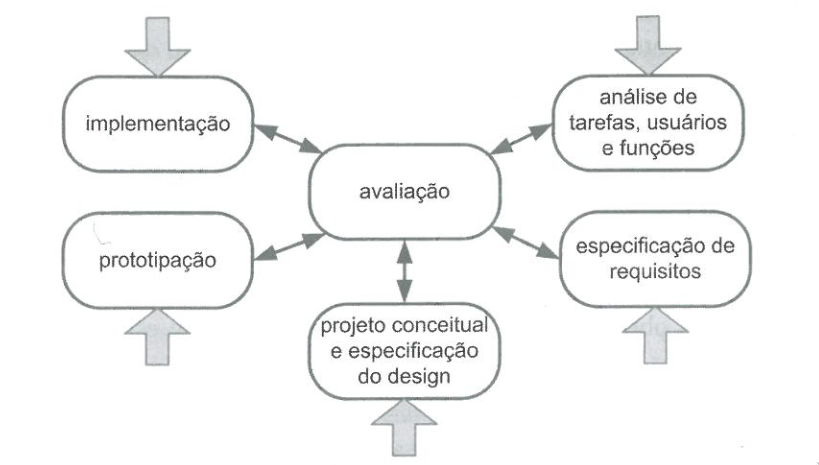 implementação
análise de
tarefas, usuários
e funções
avaliação
prototipação
especificação de
requisitos
projeto conceitual
e especificação
do design